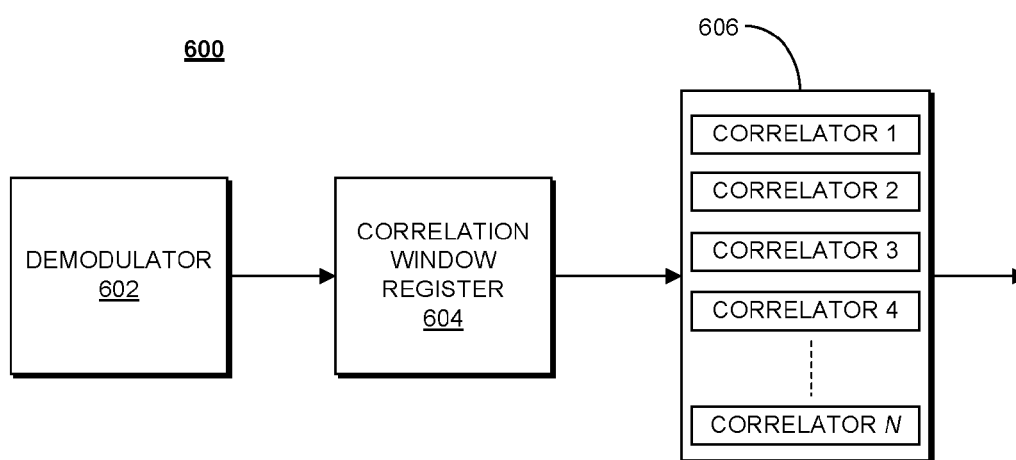 600
606
DEMODULATOR
602
CORRELATION
WINDOW
REGISTER
604
CORRELATOR 1
CORRELATOR 2
CORRELATOR 3
CORRELATOR 4
CORRELATOR N